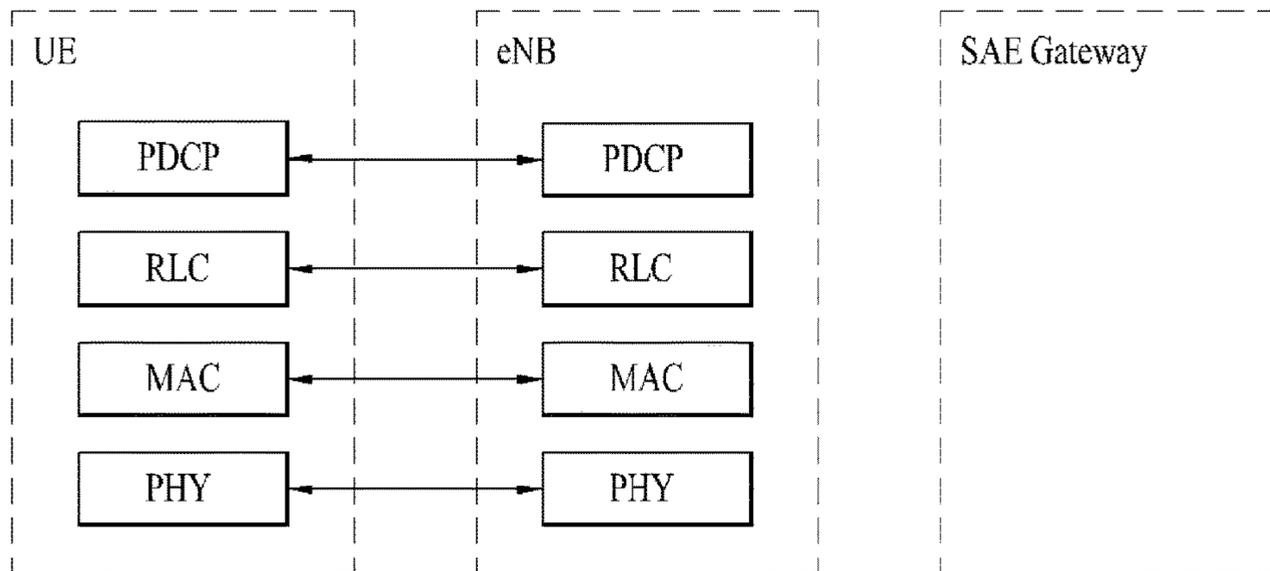 UE
eNB
SAE Gateway
PDCP
PDCP
RLC
RLC
MAC
MAC
PHY
PHY